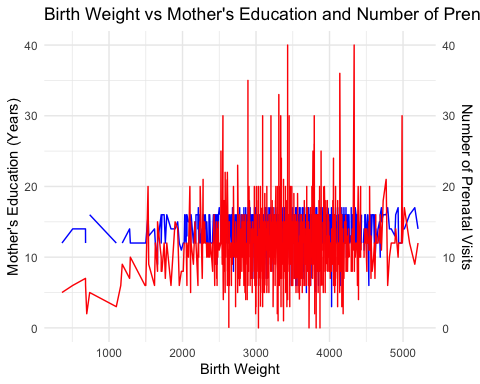 Birth Weight vs Mother's Education and Number of Pren
40
30
20
10
0
Mother's Education (Years)
40
30
20
10
0
Number of Prenatal Visits
1000 2000 3000 4000 5000
Birth Weight